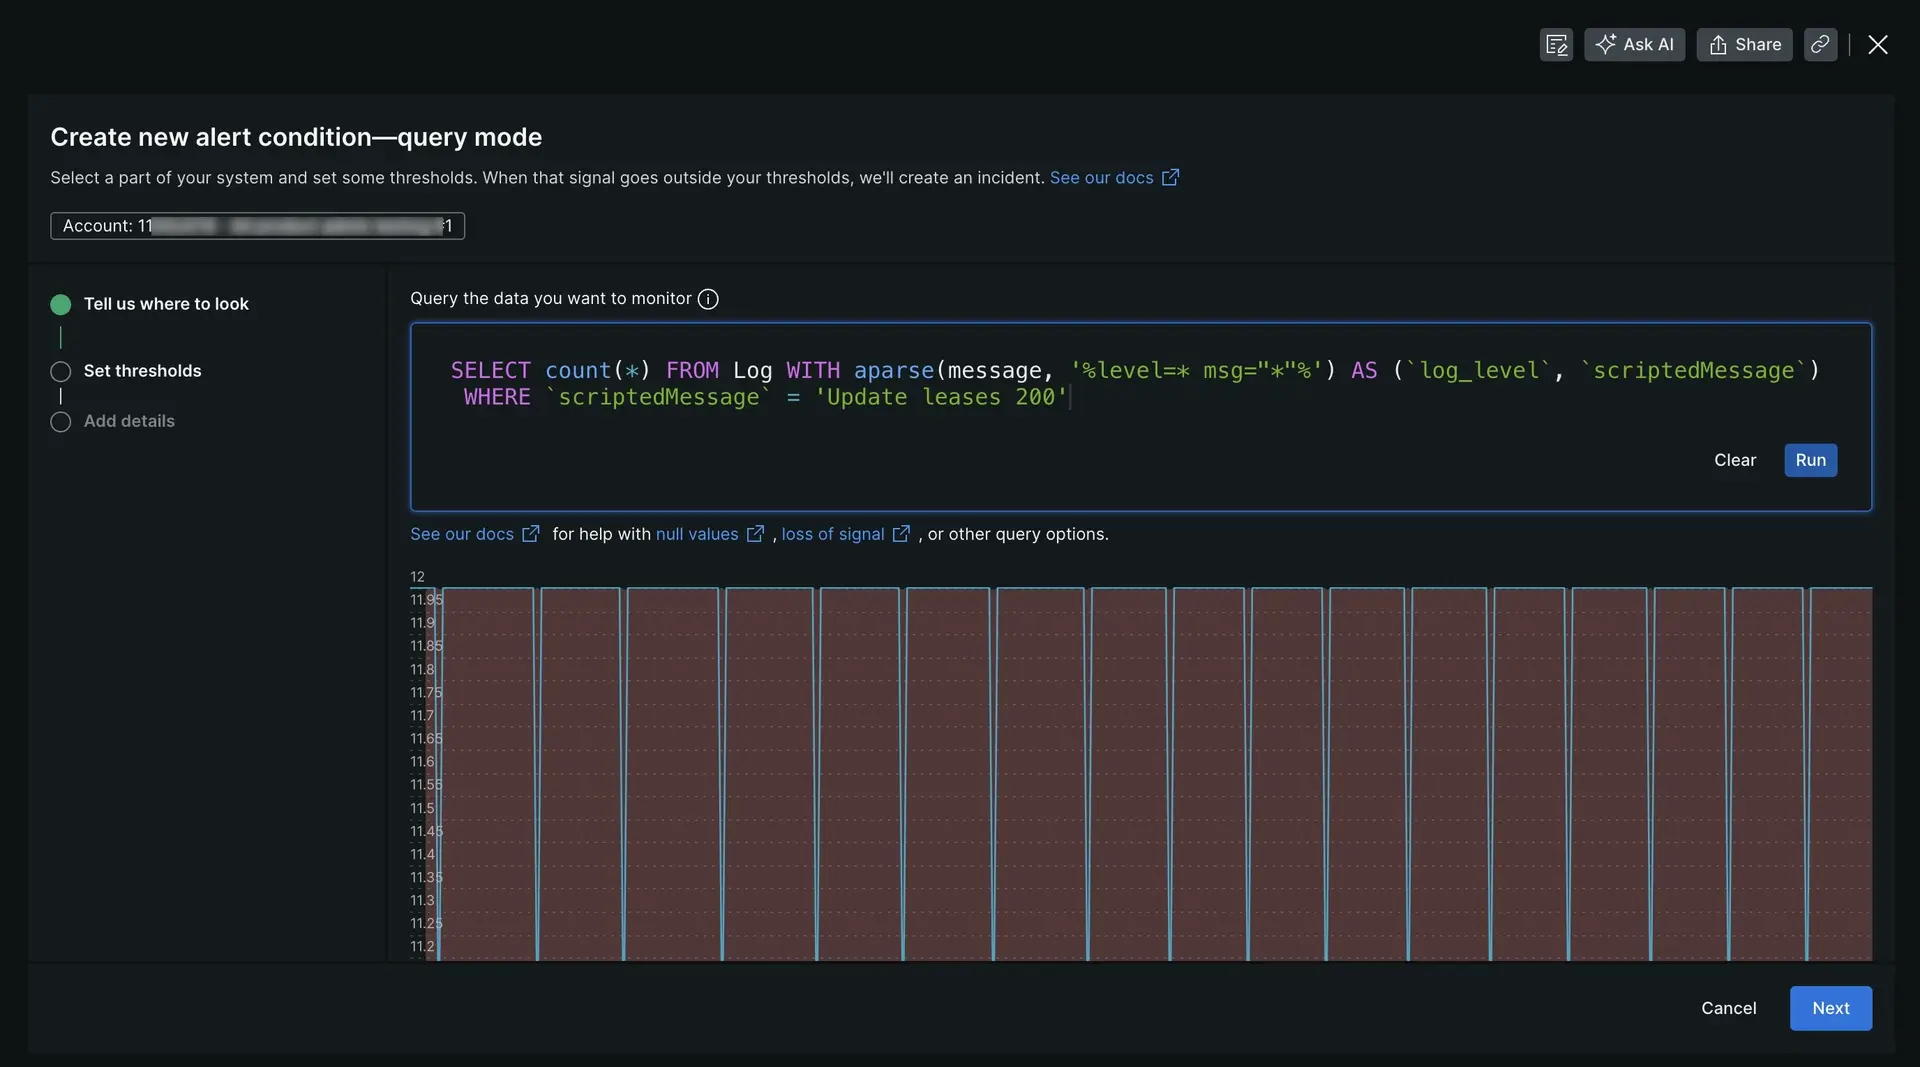 Ask AI
Share
Create new alert condition—query mode
Select a part of your system and set some thresholds. When that signal goes outside your thresholds, we'll create an incident. See our docs
Account: 11
Tell us where to look
Set thresholds
Add details
Query the data you want to monitor
SELECT count(*) FROM Log WITH aparse(message, '%level=* msg="*"%') AS (`log_level`, `scriptedMessage`)
WHERE `scriptedMessage` = 'Update leases 200'
Clear
Run
See our docs for help with null values , loss of signal , or other query options.
12
11.95
11.9
11.85
11.8
11.75
11.7
11.65
11.6
11.55
11.5
11.45
11.4
11.35
11.3
11.25
11.2
Cancel
Next